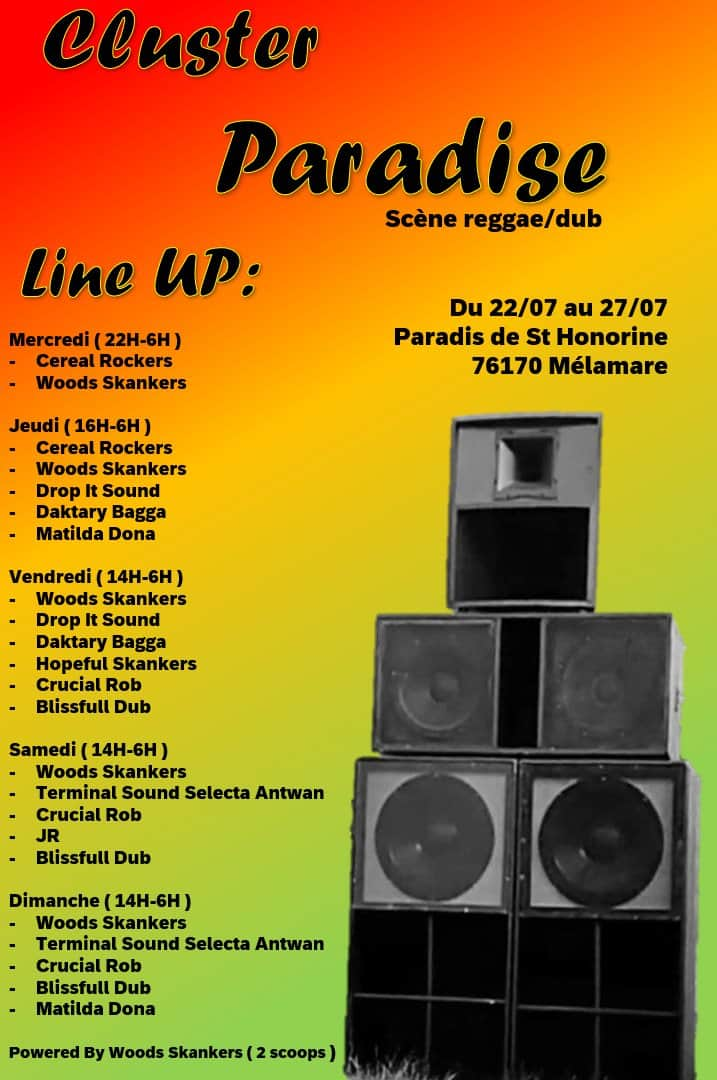 Cluster
Paradise
Scène reggae/dub
Line UP:
Du 22/07 au 27/07
Paradis de St Honorine
76170 Mélamare
Mercredi ( 22H-6H )
- Cereal Rockers
- Woods Skankers
Jeudi ( 16H-6H )
- Cereal Rockers
- Woods Skankers
- Drop It Sound
- Daktary Bagga
- Matilda Dona
Vendredi ( 14H-6H )
- Woods Skankers
- Drop It Sound
- Daktary Bagga
- Hopeful Skankers
- Crucial Rob
- Blissfull Dub
Samedi ( 14H-6H )
- Woods Skankers
- Terminal Sound Selecta Antwan
- Crucial Rob
- JR
- Blissfull Dub
Dimanche ( 14H-6H )
- Woods Skankers
- Terminal Sound Selecta Antwan
- Crucial Rob
- Blissfull Dub
- Matilda Dona
Powered By Woods Skankers ( 2 scoops )